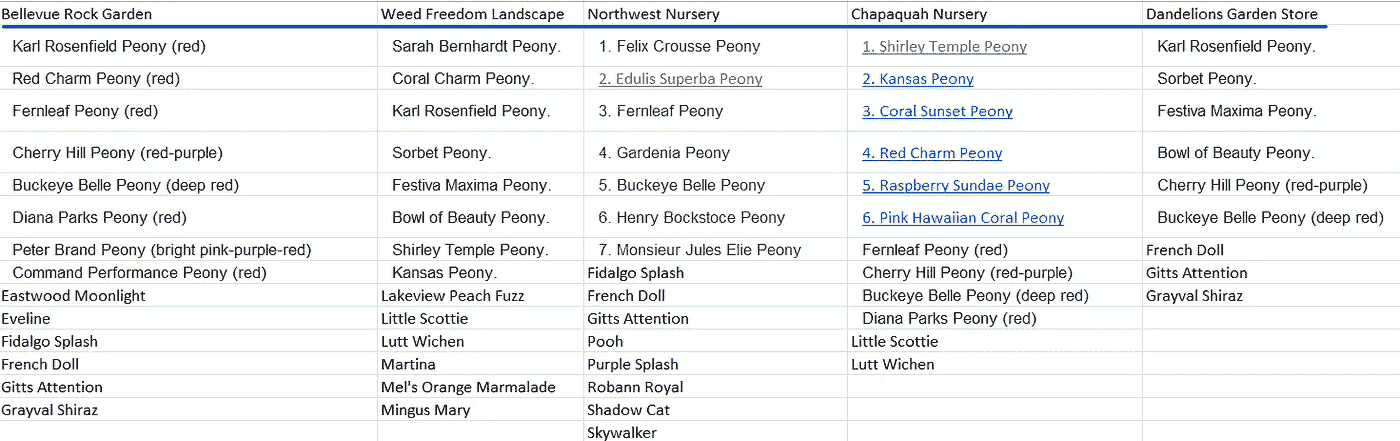 Bellevue Rock Garden Weed Freedom Landscape Northwest Nursery Chapaquah Nursery Dandelions Garden Store
Karl Rosenfield Peony (red) Sarah Bernhardt Peony. 1. Felix Crousse Peony 1. Shirley Temple Peony Karl Rosenfield Peony.
Red Charm Peony (red) Coral Charm Peony. 2. Edulis Superba Peony 2. Kansas Peony Sorbet Peony.
Fernleaf Peony (red) Karl Rosenfield Peony. 3. Fernleaf Peony 3. Coral Sunset Peony Festiva Maxima Peony.
Cherry Hill Peony (red-purple) Sorbet Peony. 4. Gardenia Peony 4. Red Charm Peony Bowl of Beauty Peony.
Buckeye Belle Peony (deep red) Festiva Maxima Peony. 5. Buckeye Belle Peony 5. Raspberry Sundae Peony Cherry Hill Peony (red-purple)
Diana Parks Peony (red) Bowl of Beauty Peony. 6. Henry Bockstoce Peony 6. Pink Hawaiian Coral Peony Buckeye Belle Peony (deep red)
Peter Brand Peony (bright pink-purple-red) Shirley Temple Peony. 7. Monsieur Jules Elie Peony Fernleaf Peony (red) French Doll
Command Performance Peony (red) Kansas Peony. Fidalgo Splash Cherry Hill Peony (red-purple) Gitts Attention
Eastwood Moonlight Lakeview Peach Fuzz French Doll Buckeye Belle Peony (deep red) Grayval Shiraz
Eveline Little Scottie Gitts Attention Diana Parks Peony (red)
Fidalgo Splash Lutt Wichen Pooh Little Scottie
French Doll Martina Purple Splash Lutt Wichen
Gitts Attention Mel's Orange Marmalade Robann Royal
Grayval Shiraz Mingus Mary Shadow Cat
Skywalker